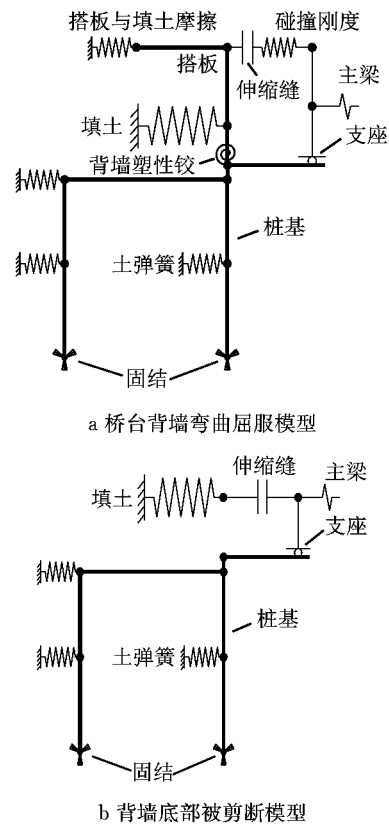 搭板与填土摩擦
碰撞刚度
搭板
伸缩缝
主梁
填土
支座
背墙塑性铰
桩基
土弹簧
固结
a 桥台背墙弯曲屈服模型
伸缩缝
主梁
填土
支座
桩基
土弹簧
固结
b 背墙底部被剪断模型